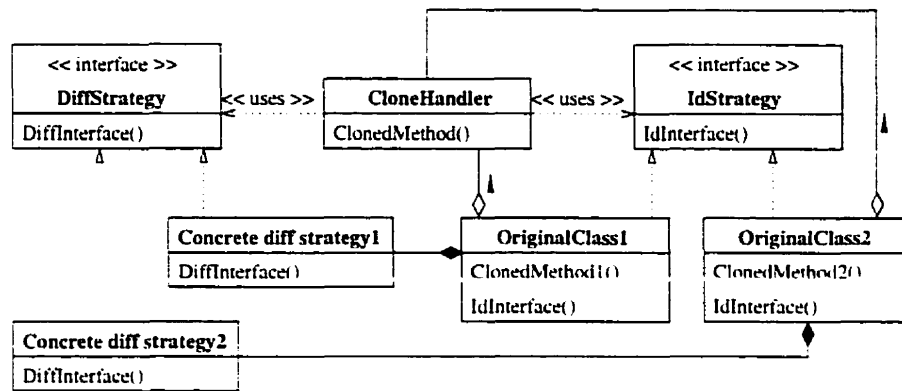 << interface >>
DiffStrategy
DiffInterface()
<< uses >>
CloneHandler
ClonedMethod()
<< uses >>
<< interface >>
IdStrategy
IdInterface()
Concrete diff strategy1
DiffInterface()
OriginalClass1
ClonedMethod1()
IdInterface()
OriginalClass2
ClonedMethod2()
IdInterface()
Concrete diff strategy2
DiffInterface()